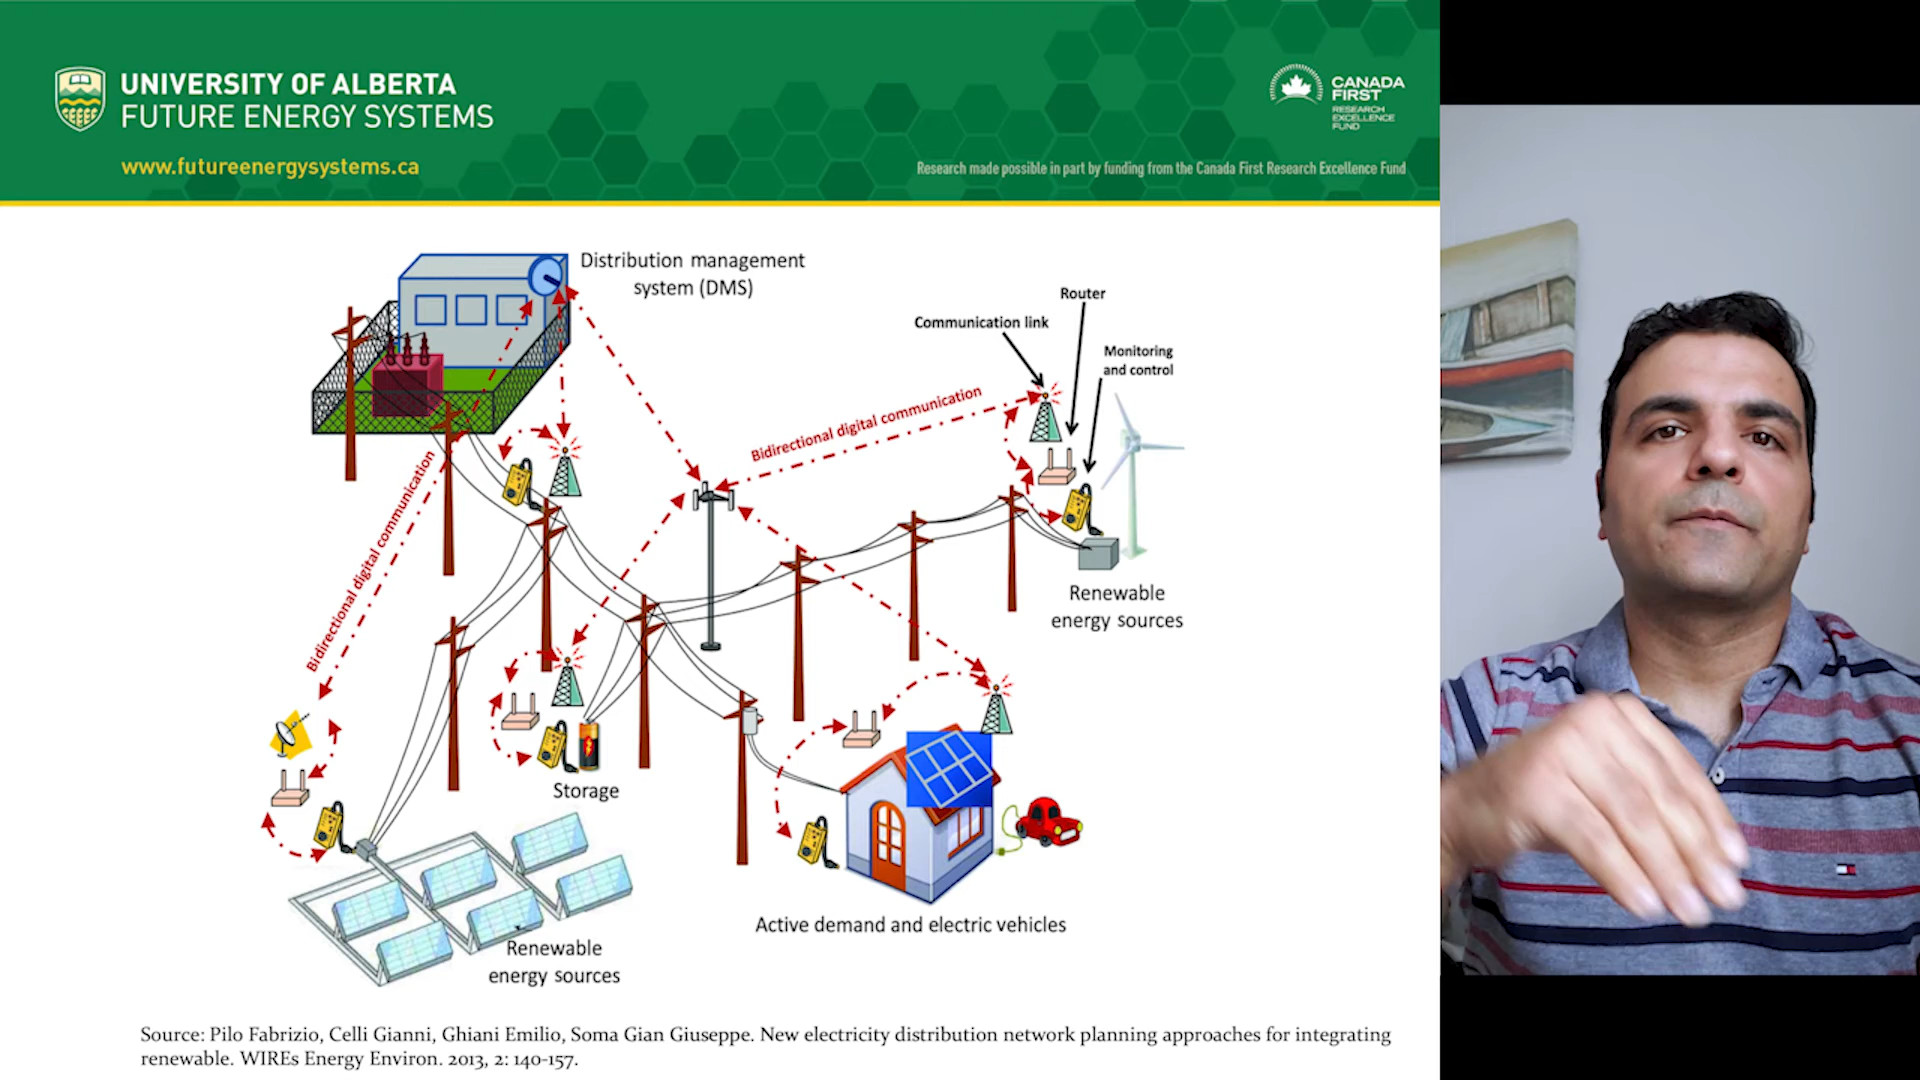 UNIVERSITY OF ALBERTA
FUTURE ENERGY SYSTEMS
www.futureenergysystems.ca
CANADA
FIRST
RESEARCH
EXCELLENCE
FUND
Research made possible in part by funding from the Canada First Research Excellence Fund
Distribution management
system (DMS)
Router
Communication link
Monitoring
and control
Bidirectional digital communication
Bidirectional digital communication
Renewable
energy sources
Storage
Active demand and electric vehicles
Renewable
energy sources
Source: Pilo Fabrizio, Celli Gianni, Ghiani Emilio, Soma Gian Giuseppe. New electricity distribution network planning approaches for integrating
renewable. WIREs Energy Environ. 2013, 2: 140-157.